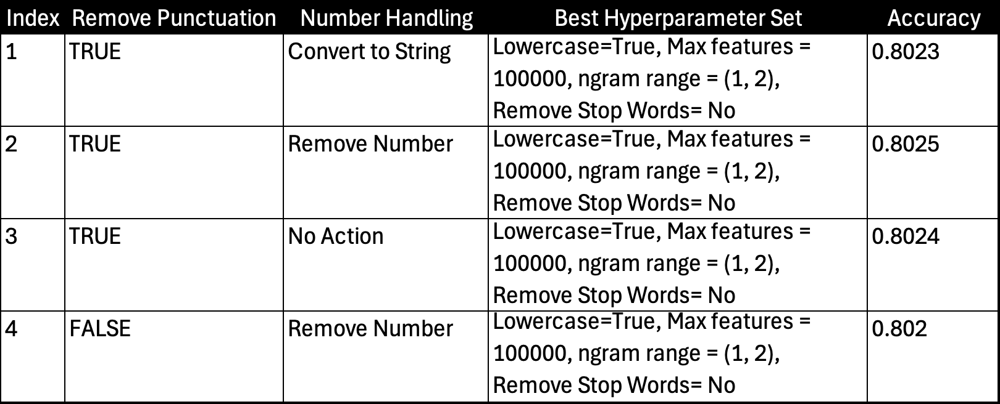 Index Remove Punctuation Number Handling Best Hyperparameter Set Accuracy
1 TRUE Convert to String Lowercase=True, Max features = 0.8023
100000, ngram range = (1, 2),
Remove Stop Words= No
2 TRUE Remove Number Lowercase=True, Max features = 0.8025
100000, ngram range = (1, 2),
Remove Stop Words= No
3 TRUE No Action Lowercase=True, Max features = 0.8024
100000, ngram range = (1, 2),
Remove Stop Words= No
4 FALSE Remove Number Lowercase=True, Max features = 0.802
100000, ngram range = (1, 2),
Remove Stop Words= No